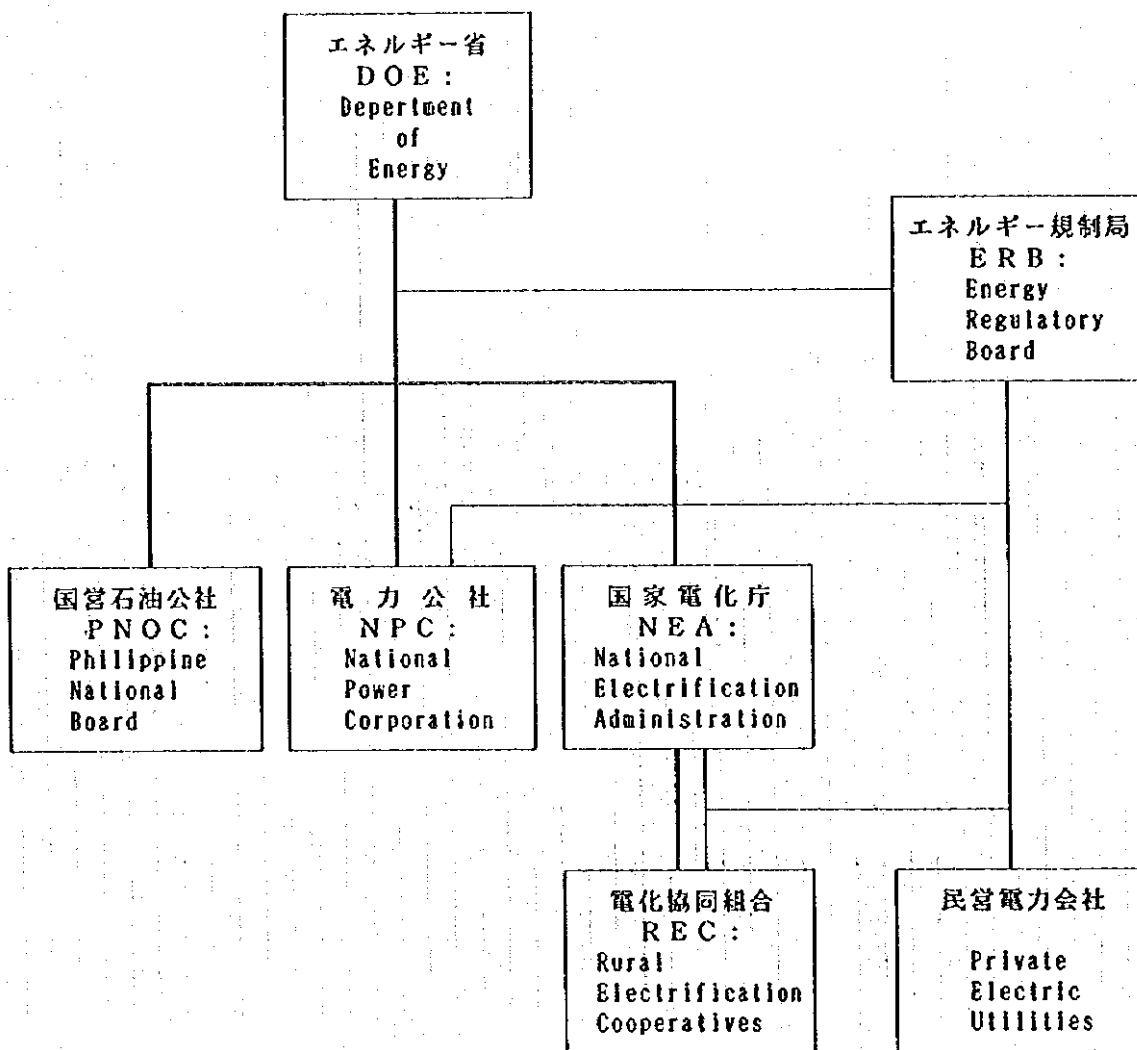 エネルギー省
DOE:
Depertment
of
Energy
エネルギー規制局
ERB:
Energy
Regulatory
Board
国営石油公社
PNOC:
Philippine
National
Board
電力公社
NPC:
National
Power
Corporation
国家電化庁
NEA:
National
Electrification
Administration
電化協同組合
REC:
Rural
Electrification
Cooperatives
民営電力会社
Private
Electric
Utilities